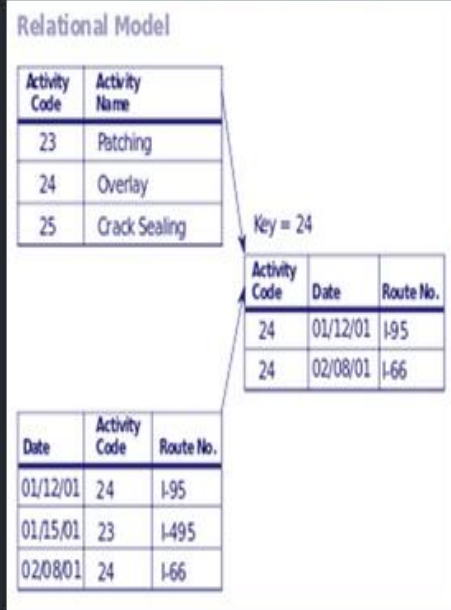 Relational Model
Activity Code Activity Name
23 Patching
24 Overlay
25 Crack Sealing
Key = 24
Activity Code Date Route No.
24 01/12/01 I-95
24 02/08/01 I-66
Date Activity Code Route No.
01/12/01 24 I-95
01/15/01 23 I-495
02/08/01 24 I-66